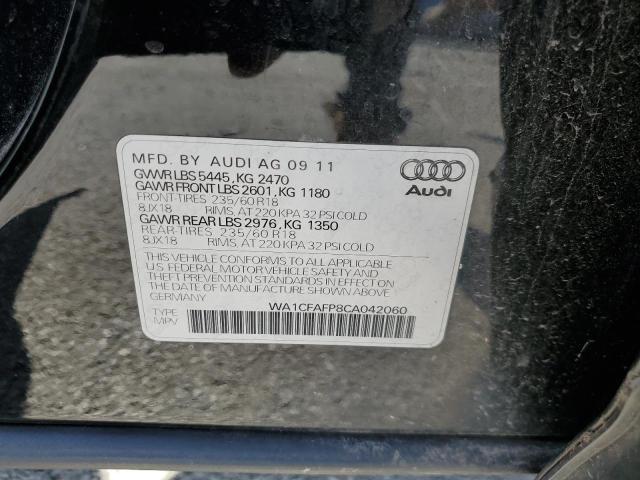 MFD. BY AUDI AG 09 11
GVWR LBS 5445, KG 2470
GAWR FRONT LBS 2601, KG 1180
FRONT-TIRES 235/60 R18
8JX18 RIMS, AT 220 KPA 32 PSI COLD
GAWR REAR LBS 2976, KG 1350
REAR-TIRES 235/60 R18
8JX18 RIMS, AT 220 KPA 32 PSI COLD
Audi
THIS VEHICLE CONFORMS TO ALL APPLICABLE
U.S. FEDERAL MOTOR VEHICLE SAFETY AND
THEFT PREVENTION STANDARDS IN EFFECT ON
THE DATE OF MANUFACTURE SHOWN ABOVE.
GERMANY
WA1CFAFP8CA042060
TYPE
MPV